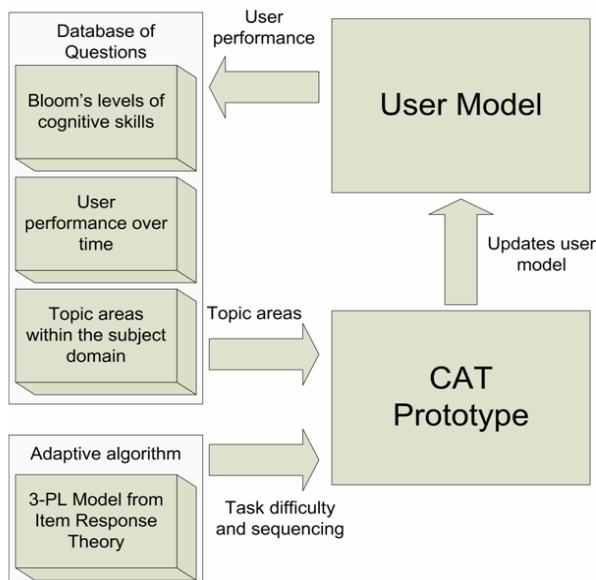 Database of
Questions
Bloom's levels of
cognitive skills
User
performance over
time
Topic areas
within the subject
domain
User
performance
User Model
Updates user
model
Topic areas
CAT
Prototype
Adaptive algorithm
3-PL Model from
Item Response
Theory
Task difficulty
and sequencing